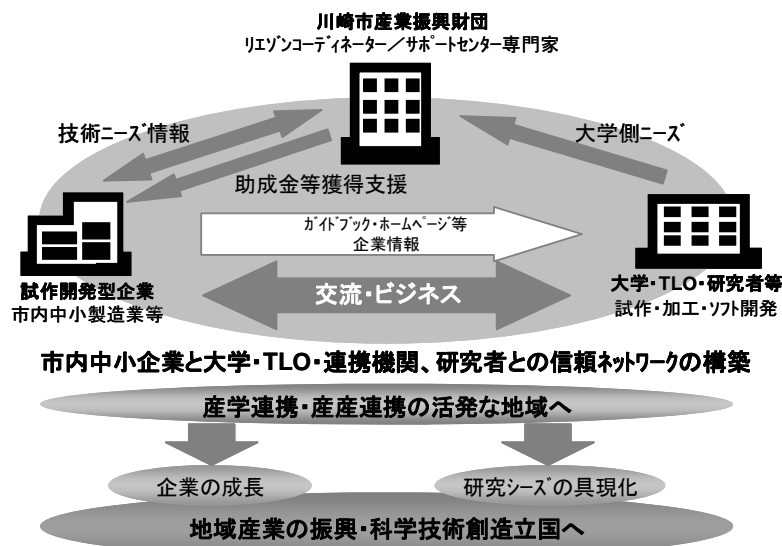 川崎市産業振興財団
ﾘｴｿﾞﾝｺｰﾃﾞｨﾈｰﾀｰ／ｻﾎﾟｰﾄｾﾝﾀｰ専門家
技術ﾆｰｽﾞ情報
大学側ﾆｰｽﾞ
助成金等獲得支援
ｶﾞｲﾄﾞﾌﾞｯｸ・ﾎｰﾑﾍﾟｰｼﾞ等
企業情報
試作開発型企業
市内中小製造業等
交流・ビジネス
大学・TLO・研究者等
試作・加工・ｿﾌﾄ開発
市内中小企業と大学・TLO・連携機関、研究者との信頼ﾈｯﾄﾜｰｸの構築
産学連携・産産連携の活発な地域へ
企業の成長
研究ｼｰｽﾞの具現化
地域産業の振興・科学技術創造立国へ